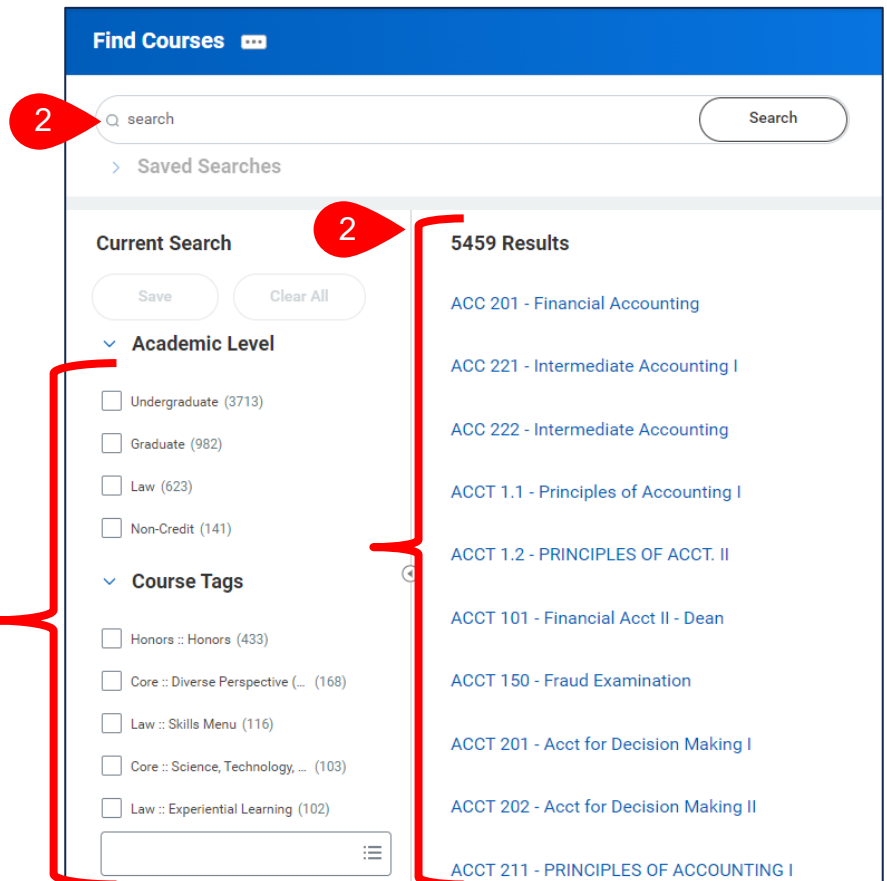 Find Courses
2
search
Search
Saved Searches
Current Search
Save
Clear All
Academic Level
Undergraduate (3713)
Graduate (982)
Law (623)
Non-Credit (141)
Course Tags
Honors :: Honors (433)
Core :: Diverse Perspective (... (168)
Law :: Skills Menu (116)
Core :: Science, Technology, ... (103)
Law :: Experiential Learning (102)
2
5459 Results
ACC 201 - Financial Accounting
ACC 221 - Intermediate Accounting I
ACC 222 - Intermediate Accounting
ACCT 1.1 - Principles of Accounting I
ACCT 1.2 - PRINCIPLES OF ACCT. II
ACCT 101 - Financial Acct II - Dean
ACCT 150 - Fraud Examination
ACCT 201 - Acct for Decision Making I
ACCT 202 - Acct for Decision Making II
ACCT 211 - PRINCIPLES OF ACCOUNTING I